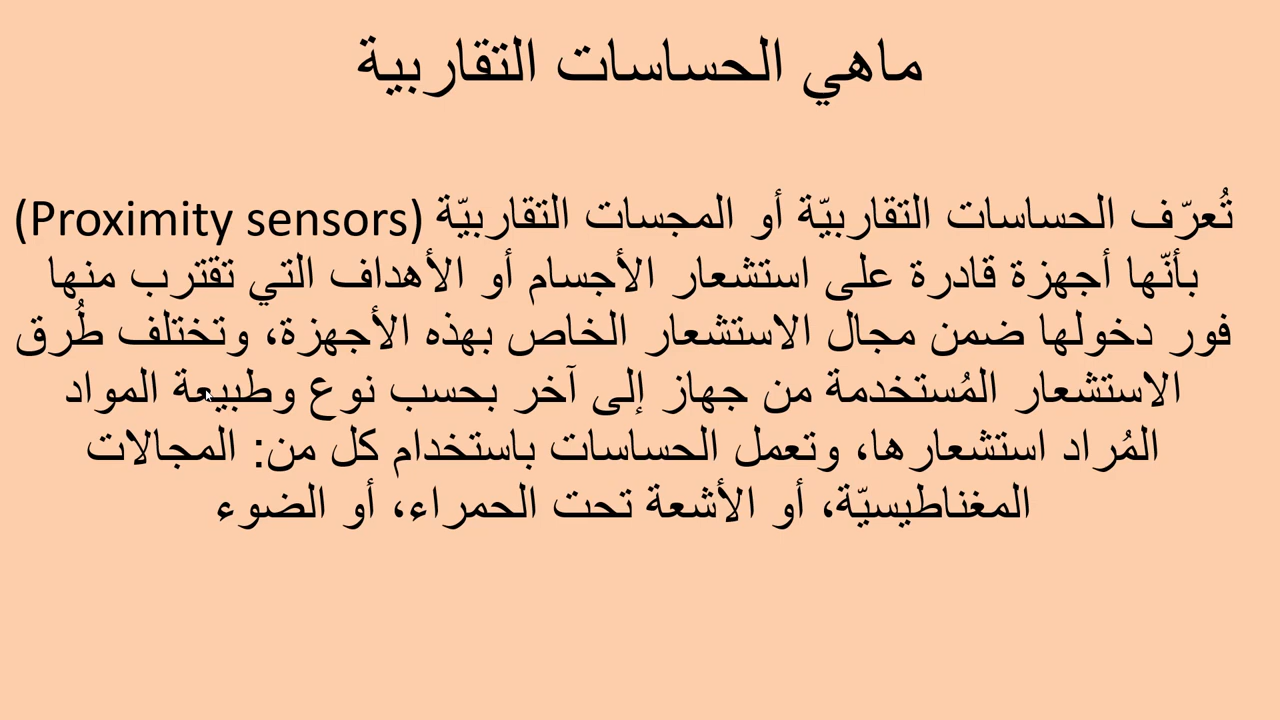 ماهي الحساسات التقاربية
تُعرّف الحساسات التقاربيّة أو المجسات التقاربيّة (Proximity sensors)
بأنّها أجهزة قادرة على استشعار الأجسام أو الأهداف التي تقترب منها
فور دخولها ضمن مجال الاستشعار الخاص بهذه الأجهزة، وتختلف طُرق
الاستشعار المُستخدمة من جهاز إلى آخر بحسب نوع وطبيعة المواد
المُراد استشعارها، وتعمل الحساسات باستخدام كل من: المجالات
المغناطيسيّة، أو الأشعة تحت الحمراء، أو الضوء